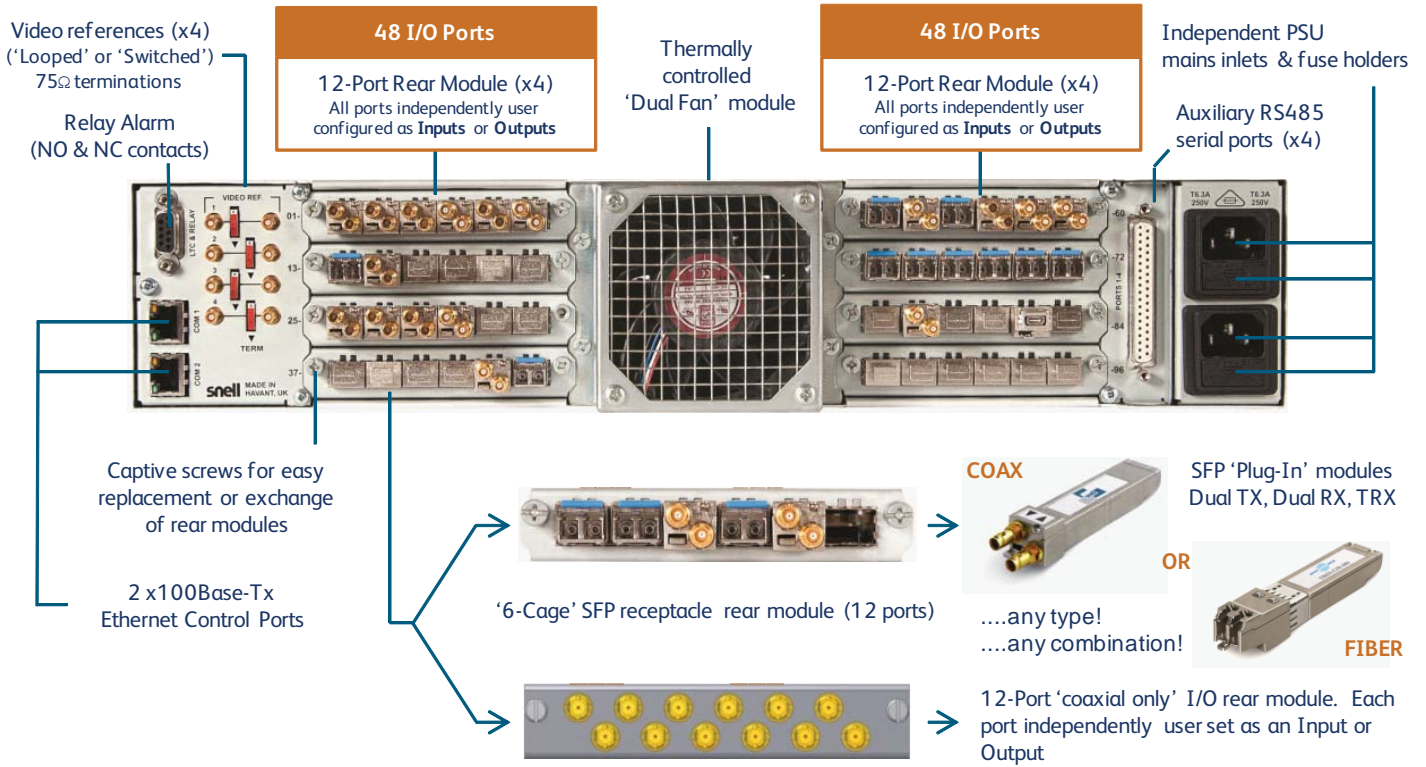 Video references (x4)
(‘Looped’ or ‘Switched’)
75Ω terminations
Relay Alarm
(NO & NC contacts)
48 I/O Ports
12-Port Rear Module (x4)
All ports independently user
configured as Inputs or Outputs
Thermally
controlled
‘Dual Fan’ module
48 I/O Ports
12-Port Rear Module (x4)
All ports independently user
configured as Inputs or Outputs
Independent PSU
mains inlets & fuse holders
Auxiliary RS485
serial ports (x4)
LTC & RELAY
VIDEO REF.
1
2
3
4
TERM
COM 1
COM 2
snell
MADE IN
HAVANT, UK
01-
13-
25-
37-
-60
-72
-84
-96
PORTS 1-4
T6.3A
250V
T6.3A
250V
Captive screws for easy
replacement or exchange
of rear modules
2 x100Base-Tx
Ethernet Control Ports
‘6-Cage’ SFP receptacle rear module (12 ports)
COAX
SFP ‘Plug-In’ modules
Dual TX, Dual RX, TRX
OR
....any type!
....any combination!
FIBER
12-Port ‘coaxial only’ I/O rear module. Each
port independently user set as an Input or
Output